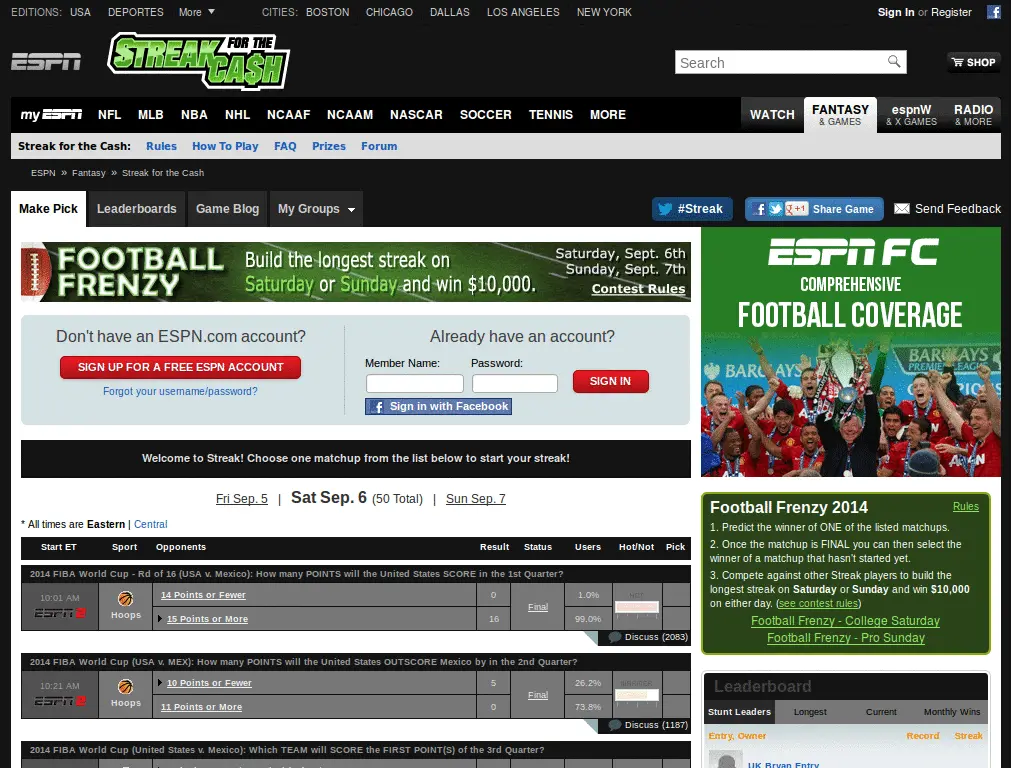 EDITIONS: USA DEPORTES More CITIES: BOSTON CHICAGO DALLAS LOS ANGELES NEW YORK Sign In or Register
ESPN STREAK FOR THE CA$H Search SHOP
myESPN NFL MLB NBA NHL NCAAF NCAAM NASCAR SOCCER TENNIS MORE WATCH FANTASY & GAMES espnW & X GAMES RADIO & MORE
Streak for the Cash: Rules How To Play FAQ Prizes Forum
ESPN » Fantasy » Streak for the Cash
Make Pick Leaderboards Game Blog My Groups #Streak +1 Share Game Send Feedback
FOOTBALL FRENZY
Build the longest streak on
Saturday or Sunday and win $10,000.
Saturday, Sept. 6th
Sunday, Sept. 7th
Contest Rules
Don't have an ESPN.com account?
SIGN UP FOR A FREE ESPN ACCOUNT
Forgot your username/password?
Already have an account?
Member Name: Password:
SIGN IN
Sign in with Facebook
Welcome to Streak! Choose one matchup from the list below to start your streak!
Fri Sep. 5 | Sat Sep. 6 (50 Total) | Sun Sep. 7
* All times are Eastern | Central
Start ET Sport Opponents Result Status Users Hot/Not Pick
2014 FIBA World Cup - Rd of 16 (USA v. Mexico): How many POINTS will the United States SCORE in the 1st Quarter?
10:01 AM ESPN2 Hoops
14 Points or Fewer 0 Final 1.0% HOT
15 Points or More 16 99.0%
Discuss (2083)
2014 FIBA World Cup (USA v. MEX): How many POINTS will the United States OUTSCORE Mexico by in the 2nd Quarter?
10:21 AM ESPN2 Hoops
10 Points or Fewer 5 Final 26.2%
11 Points or More 0 73.8%
Discuss (1187)
2014 FIBA World Cup (United States v. Mexico): Which TEAM will SCORE the FIRST POINT(S) of the 3rd Quarter?
ESPN FC
COMPREHENSIVE
FOOTBALL COVERAGE
BARCLAYS
BARCLAYS
PREMIER LEAGUE
Football Frenzy 2014 Rules
1. Predict the winner of ONE of the listed matchups.
2. Once the matchup is FINAL you can then select the
winner of a matchup that hasn't started yet.
3. Compete against other Streak players to build the
longest streak on Saturday or Sunday and win $10,000
on either day. (see contest rules)
Football Frenzy - College Saturday
Football Frenzy - Pro Sunday
Leaderboard
Stunt Leaders Longest Current Monthly Wins
Entry, Owner Record Streak
UK Bryan Entry